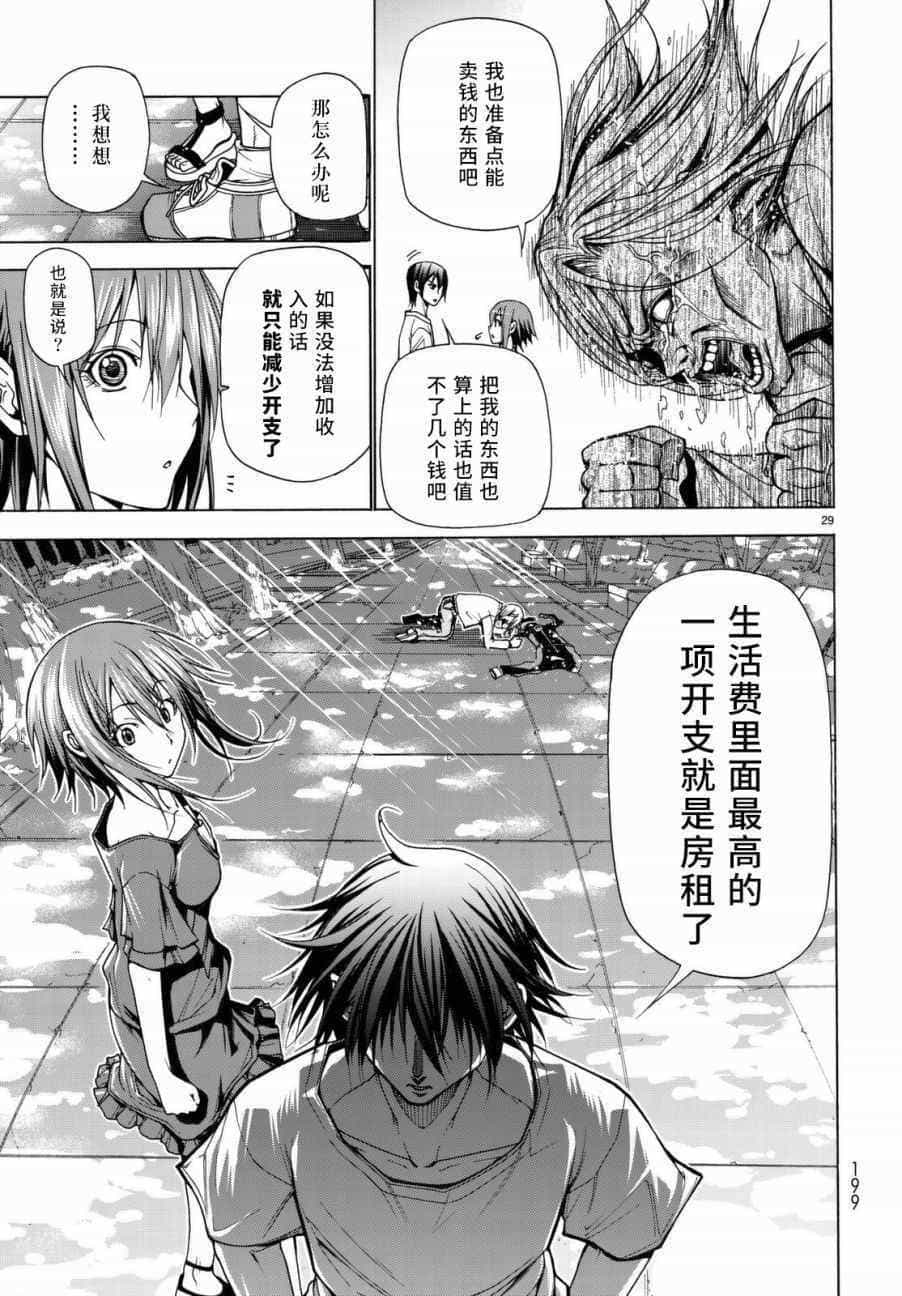 我也准备点能
卖钱的东西吧
把我的东西也
算上的话也值
不了几个钱吧
那怎么办呢
我想想
……
如果没法增加收
入的话
就只能减少开支了
也就是说？
29
生活费里面最高的
一项开支就是房租了
199